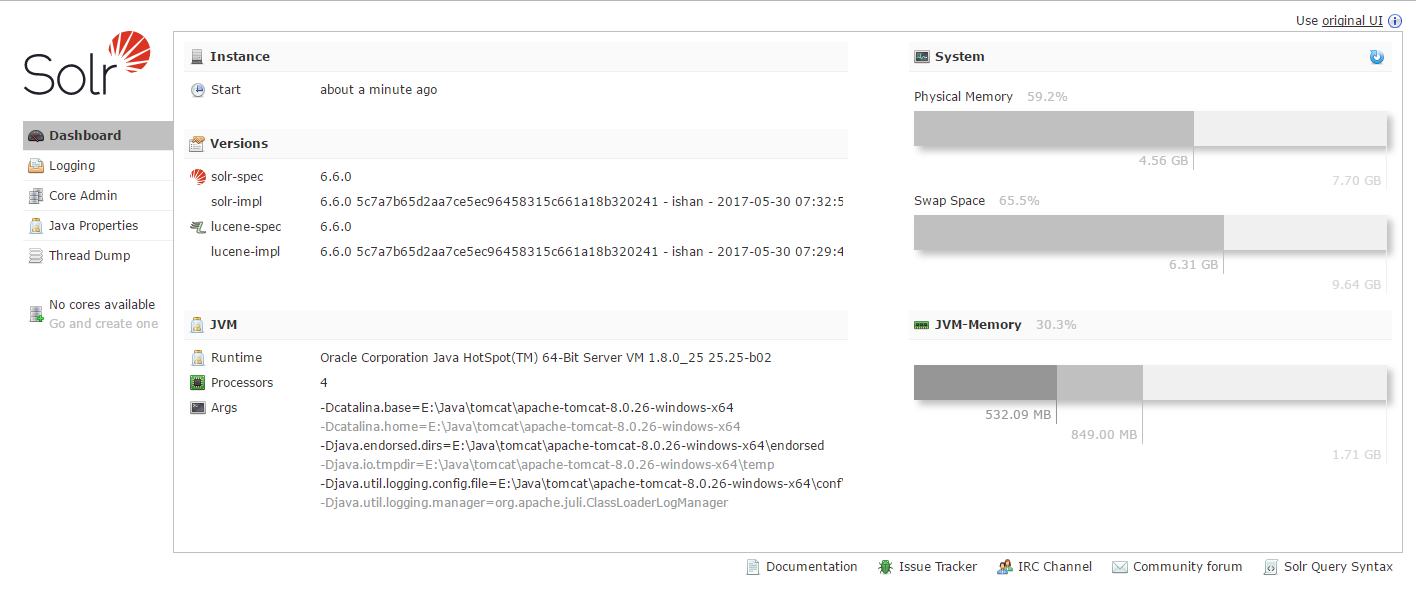 Use original UI
Solr
Dashboard
Logging
Core Admin
Java Properties
Thread Dump
No cores available
Go and create one
Instance
Start about a minute ago
Versions
solr-spec 6.6.0
solr-impl 6.6.0 5c7a7b65d2aa7ce5ec96458315c661a18b320241 - ishan - 2017-05-30 07:32:5
lucene-spec 6.6.0
lucene-impl 6.6.0 5c7a7b65d2aa7ce5ec96458315c661a18b320241 - ishan - 2017-05-30 07:29:4
JVM
Runtime Oracle Corporation Java HotSpot(TM) 64-Bit Server VM 1.8.0_25 25.25-b02
Processors 4
Args -Dcatalina.base=E:\Java\tomcat\apache-tomcat-8.0.26-windows-x64
-Dcatalina.home=E:\Java\tomcat\apache-tomcat-8.0.26-windows-x64
-Djava.endorsed.dirs=E:\Java\tomcat\apache-tomcat-8.0.26-windows-x64\endorsed
-Djava.io.tmpdir=E:\Java\tomcat\apache-tomcat-8.0.26-windows-x64\temp
-Djava.util.logging.config.file=E:\Java\tomcat\apache-tomcat-8.0.26-windows-x64\conf\
-Djava.util.logging.manager=org.apache.juli.ClassLoaderLogManager
System
Physical Memory 59.2%
4.56 GB
7.70 GB
Swap Space 65.5%
6.31 GB
9.64 GB
JVM-Memory 30.3%
532.09 MB
849.00 MB
1.71 GB
Documentation Issue Tracker IRC Channel Community forum Solr Query Syntax